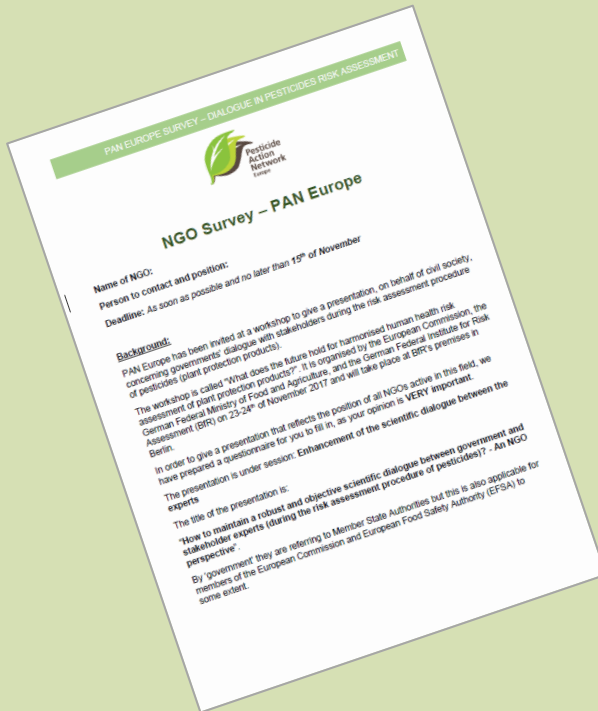 PAN EUROPE SURVEY – DIALOGUE IN PESTICIDES RISK ASSESSMENT
Pesticide
Action
Network
Europe
NGO Survey – PAN Europe
Name of NGO:
Person to contact and position:
Deadline: As soon as possible and no later than 15th of November
Background:
PAN Europe has been invited at a workshop to give a presentation, on behalf of civil society,
concerning governments' dialogue with stakeholders during the risk assessment procedure
of pesticides (plant protection products).
The workshop is called "What does the future hold for harmonised human health risk
assessment of plant protection products?". It is organised by the European Commission, the
German Federal Ministry of Food and Agriculture, and the German Federal Institute for Risk
Assessment (BfR) on 23-24th of November 2017 and will take place at BfR's premises in
Berlin.
In order to give a presentation that reflects the position of all NGOs active in this field, we
have prepared a questionnaire for you to fill in, as your opinion is VERY important.
The presentation is under session: Enhancement of the scientific dialogue between the
experts
The title of the presentation is:
"How to maintain a robust and objective scientific dialogue between government and
stakeholder experts (during the risk assessment procedure of pesticides)? - An NGO
perspective".
By 'government' they are referring to Member State Authorities but this is also applicable for
members of the European Commission and European Food Safety Authority (EFSA) to
some extent.